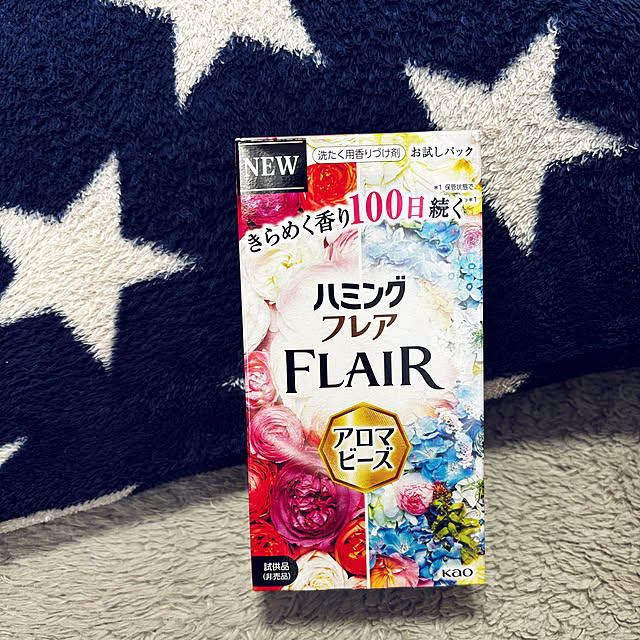 NEW
洗たく用香りづけ剤 お試しパック
*1 保管状態で
きらめく香り100日続く*1
ハミング
フレア
FLAIR
アロマ
ビーズ
試供品
(非売品)
Kao